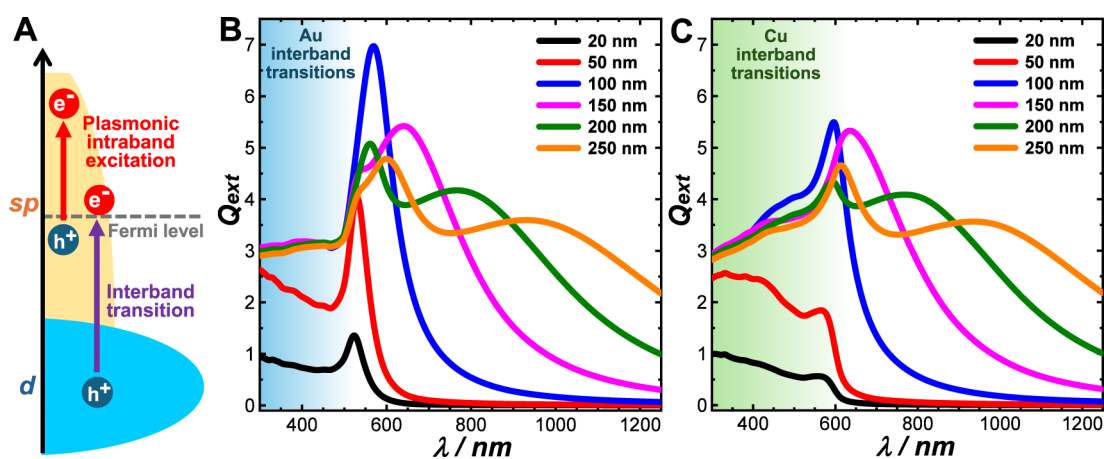 A
e-
Plasmonic
intraband
excitation
e-
sp
Fermi level
h+
Interband
transition
d
h+
B
Au
interband
transitions
20 nm
50 nm
100 nm
150 nm
200 nm
250 nm
Qext
7
6
5
4
3
2
1
0
400
600
800
1000
1200
λ / nm
C
Cu
interband
transitions
20 nm
50 nm
100 nm
150 nm
200 nm
250 nm
Qext
7
6
5
4
3
2
1
0
400
600
800
1000
1200
λ / nm